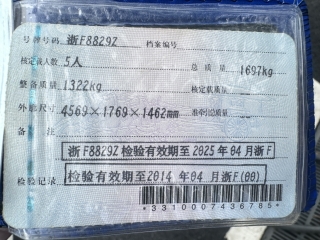 号牌号码 浙F8829Z 档案编号
核定载人数 5人 总质量 1697kg
整备质量 1322kg 核定载质量
外廓尺寸 4569×1769×1462mm 准牵引总质量
备注
浙F8829Z检验有效期至2025年04月浙F
检验记录 检验有效期至2014年04月浙F(00)
*3310007436785*